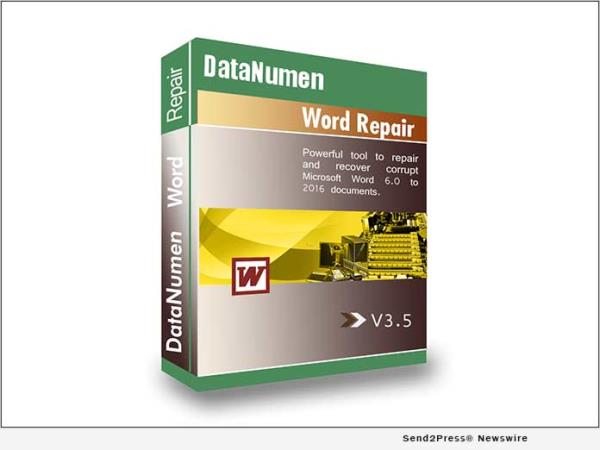 DataNumen
Word Repair
Powerful tool to repair
and recover corrupt
Microsoft Word 6.0 to
2016 documents.
W
V3.5
DataNumen Word Repair
Send2Press® Newswire